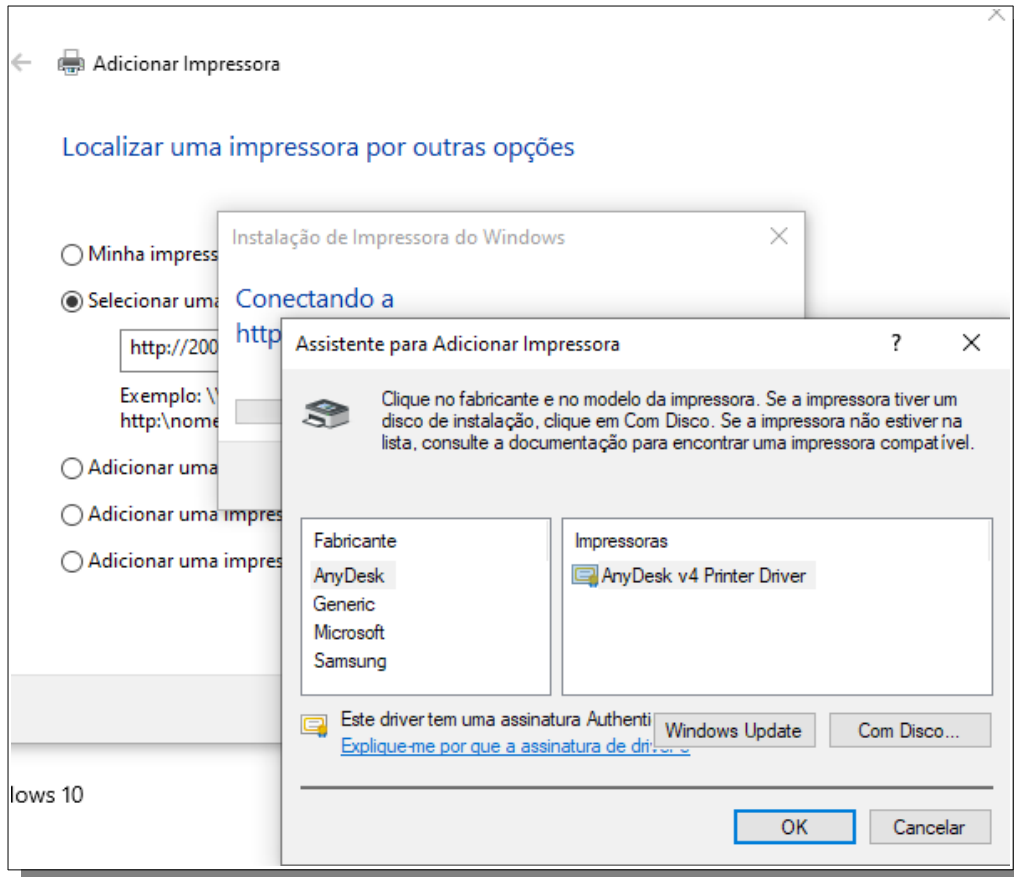 Adicionar Impressora
Localizar uma impressora por outras opções
Minha impress
Selecionar uma
http://200
Exemplo: \\
http:\nome
Adicionar uma
Adicionar uma impres
Adicionar uma impres
Instalação de Impressora do Windows
Conectando a
http
Assistente para Adicionar Impressora
?
Clique no fabricante e no modelo da impressora. Se a impressora tiver um
disco de instalação, clique em Com Disco. Se a impressora não estiver na
lista, consulte a documentação para encontrar uma impressora compatível.
Fabricante
AnyDesk
Generic
Microsoft
Samsung
Impressoras
AnyDesk v4 Printer Driver
Este driver tem uma assinatura Authenti
Explique-me por que a assinatura de
Windows Update
Com Disco...
OK
Cancelar
lows 10